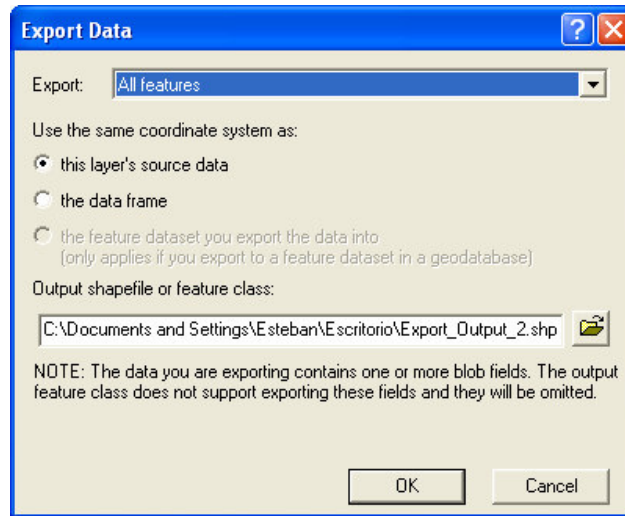 Export Data
Export: All features
Use the same coordinate system as:
this layer's source data
the data frame
the feature dataset you export the data into
(only applies if you export to a feature dataset in a geodatabase)
Output shapefile or feature class:
C:\Documents and Settings\Esteban\Escritorio\Export_Output_2.shp
NOTE: The data you are exporting contains one or more blob fields. The output
feature class does not support exporting these fields and they will be omitted.
OK Cancel